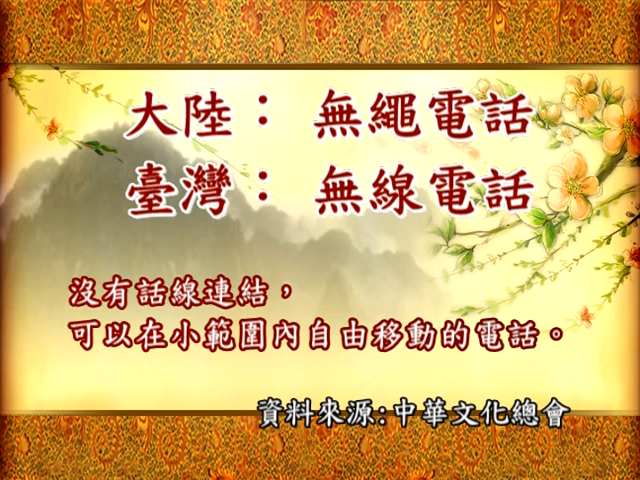 大陸： 無繩電話
臺灣： 無線電話
沒有話線連結，
可以在小範圍內自由移動的電話。
資料來源:中華文化總會